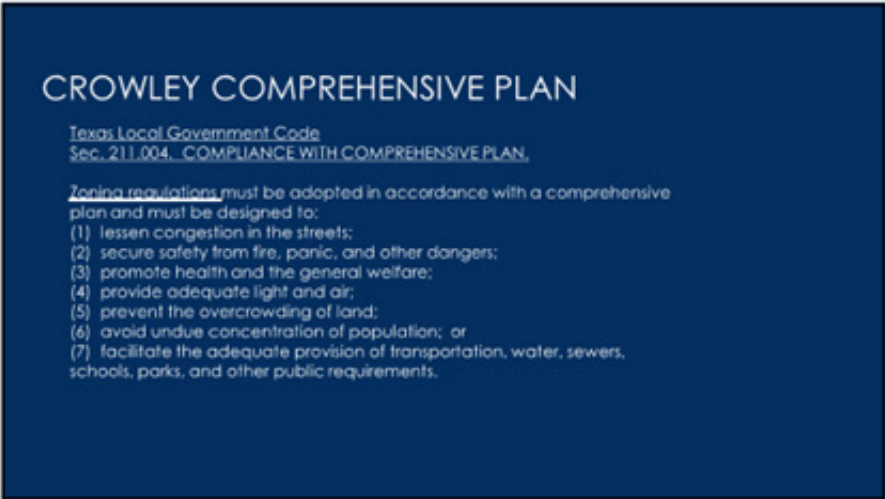 CROWLEY COMPREHENSIVE PLAN
Texas Local Government Code
Sec. 211.004. COMPLIANCE WITH COMPREHENSIVE PLAN.
Zoning regulations must be adopted in accordance with a comprehensive
plan and must be designed to:
(1) lessen congestion in the streets;
(2) secure safety from fire, panic, and other dangers;
(3) promote health and the general welfare;
(4) provide adequate light and air;
(5) prevent the overcrowding of land;
(6) avoid undue concentration of population; or
(7) facilitate the adequate provision of transportation, water, sewers,
schools, parks, and other public requirements.